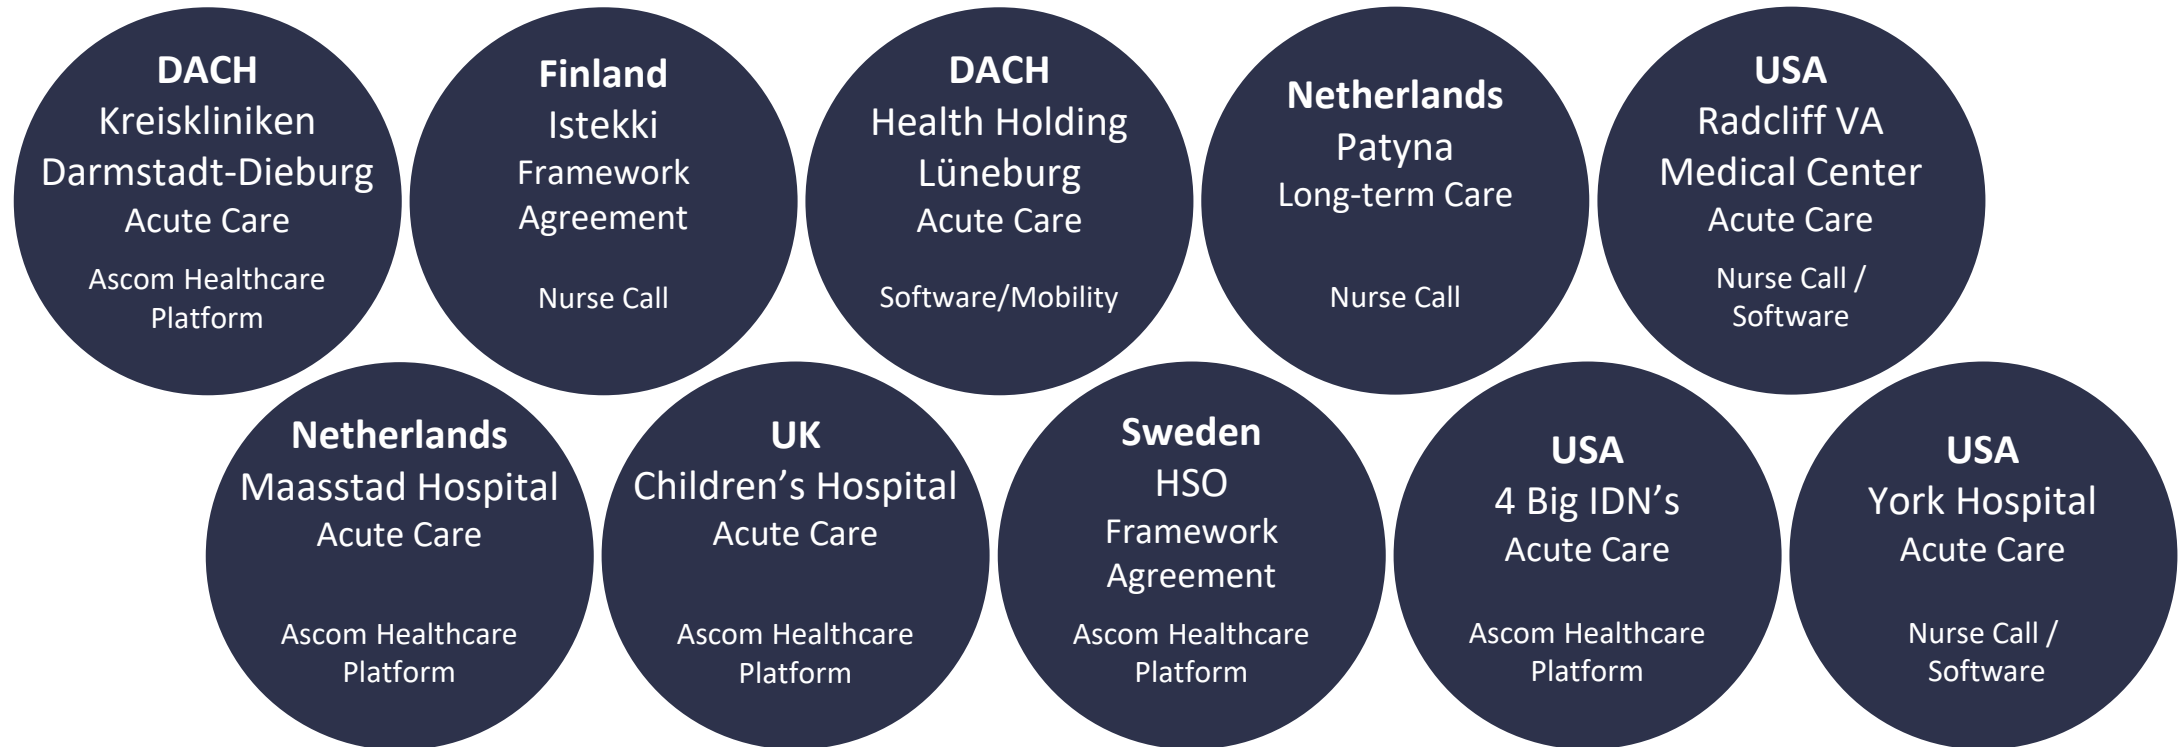 DACH
Kreiskliniken
Darmstadt-Dieburg
Acute Care
Ascom Healthcare
Platform
Finland
Istekki
Framework
Agreement
Nurse Call
DACH
Health Holding
Lüneburg
Acute Care
Software/Mobility
Netherlands
Patyna
Long-term Care
Nurse Call
USA
Radcliff VA
Medical Center
Acute Care
Nurse Call /
Software
Netherlands
Maasstad Hospital
Acute Care
Ascom Healthcare
Platform
UK
Children’s Hospital
Acute Care
Ascom Healthcare
Platform
Sweden
HSO
Framework
Agreement
Ascom Healthcare
Platform
USA
4 Big IDN’s
Acute Care
Ascom Healthcare
Platform
USA
York Hospital
Acute Care
Nurse Call /
Software